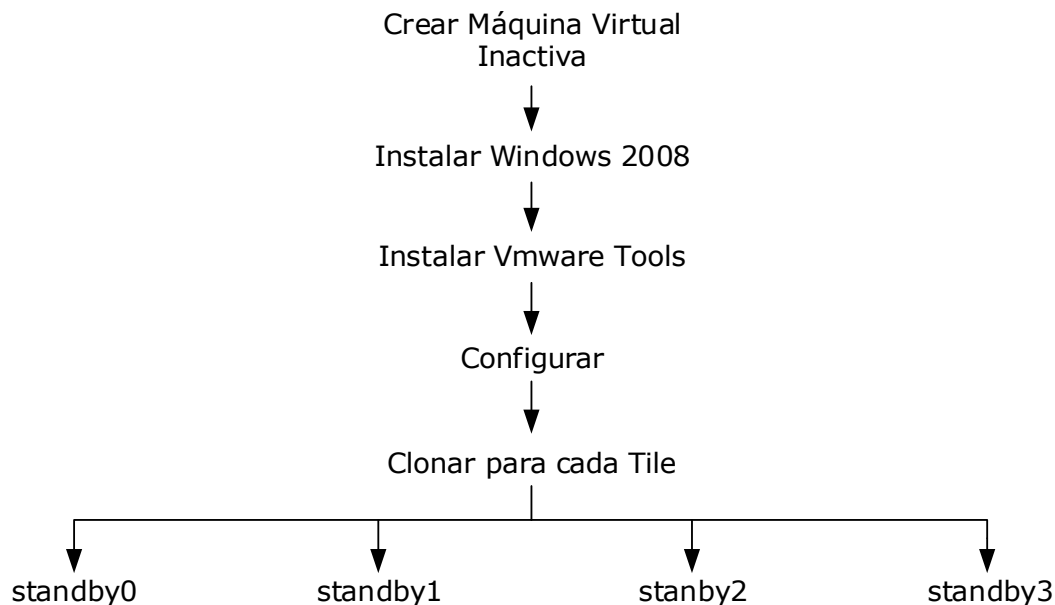 Crear Máquina Virtual
Inactiva
Instalar Windows 2008
Instalar Vmware Tools
Configurar
Clonar para cada Tile
standby0
standby1
stanby2
standby3